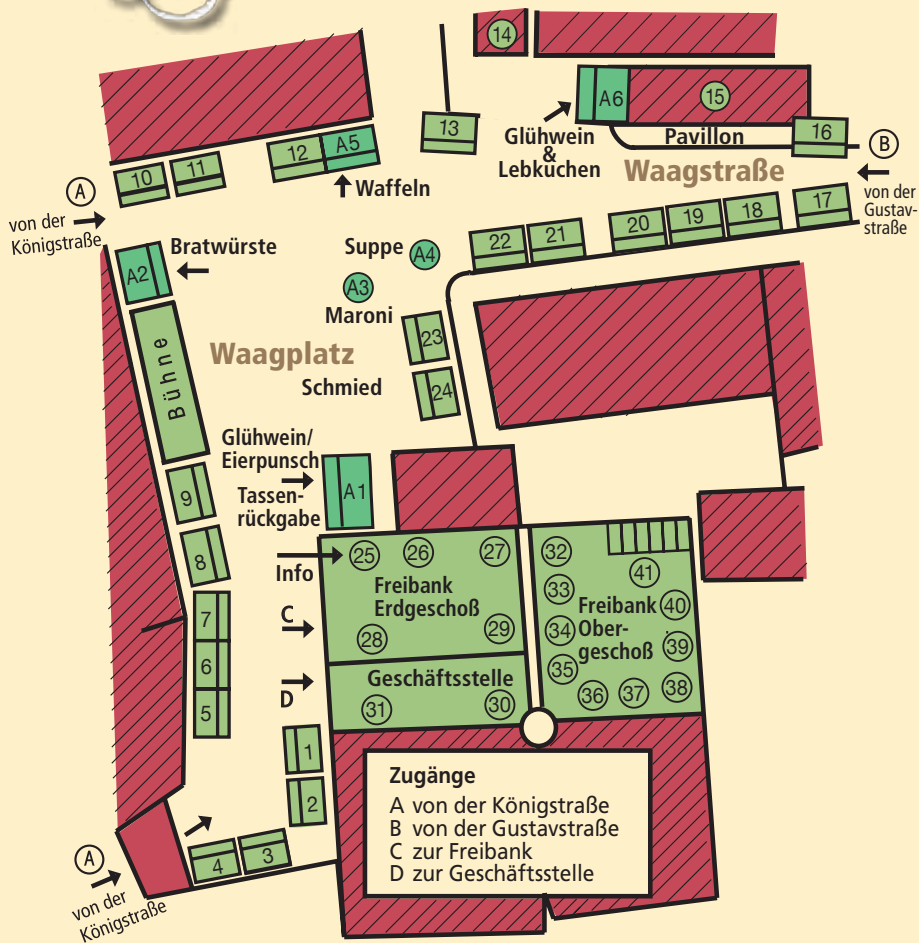 14
A6
15
13
16
Glühwein
&
Lebkuchen
Pavillon
Waagstraße
B
von der
Gustav-
straße
12
A5
11
10
A
von der
Königstraße
Waffeln
17
18
19
20
21
22
Bratwürste
A2
Suppe
A4
A3
Maroni
23
24
Bühne
Waagplatz
Schmied
Glühwein/
Eierpunsch
A1
Tassen-
rückgabe
9
8
7
6
5
Info
25
26
27
Freibank
Erdgeschoß
C
28
29
Geschäftsstelle
D
31
30
32
33
34
35
36
37
38
39
40
41
Freibank
Ober-
geschoß
1
2
3
4
A
von der
Königstraße
Zugänge
A von der Königstraße
B von der Gustavstraße
C zur Freibank
D zur Geschäftsstelle